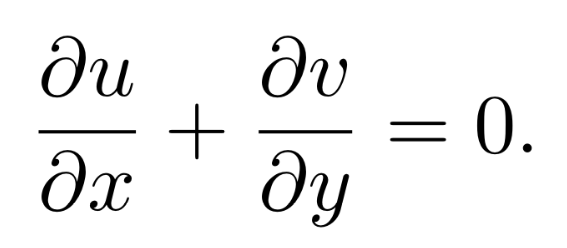 ∂u/∂x + ∂v/∂y = 0.